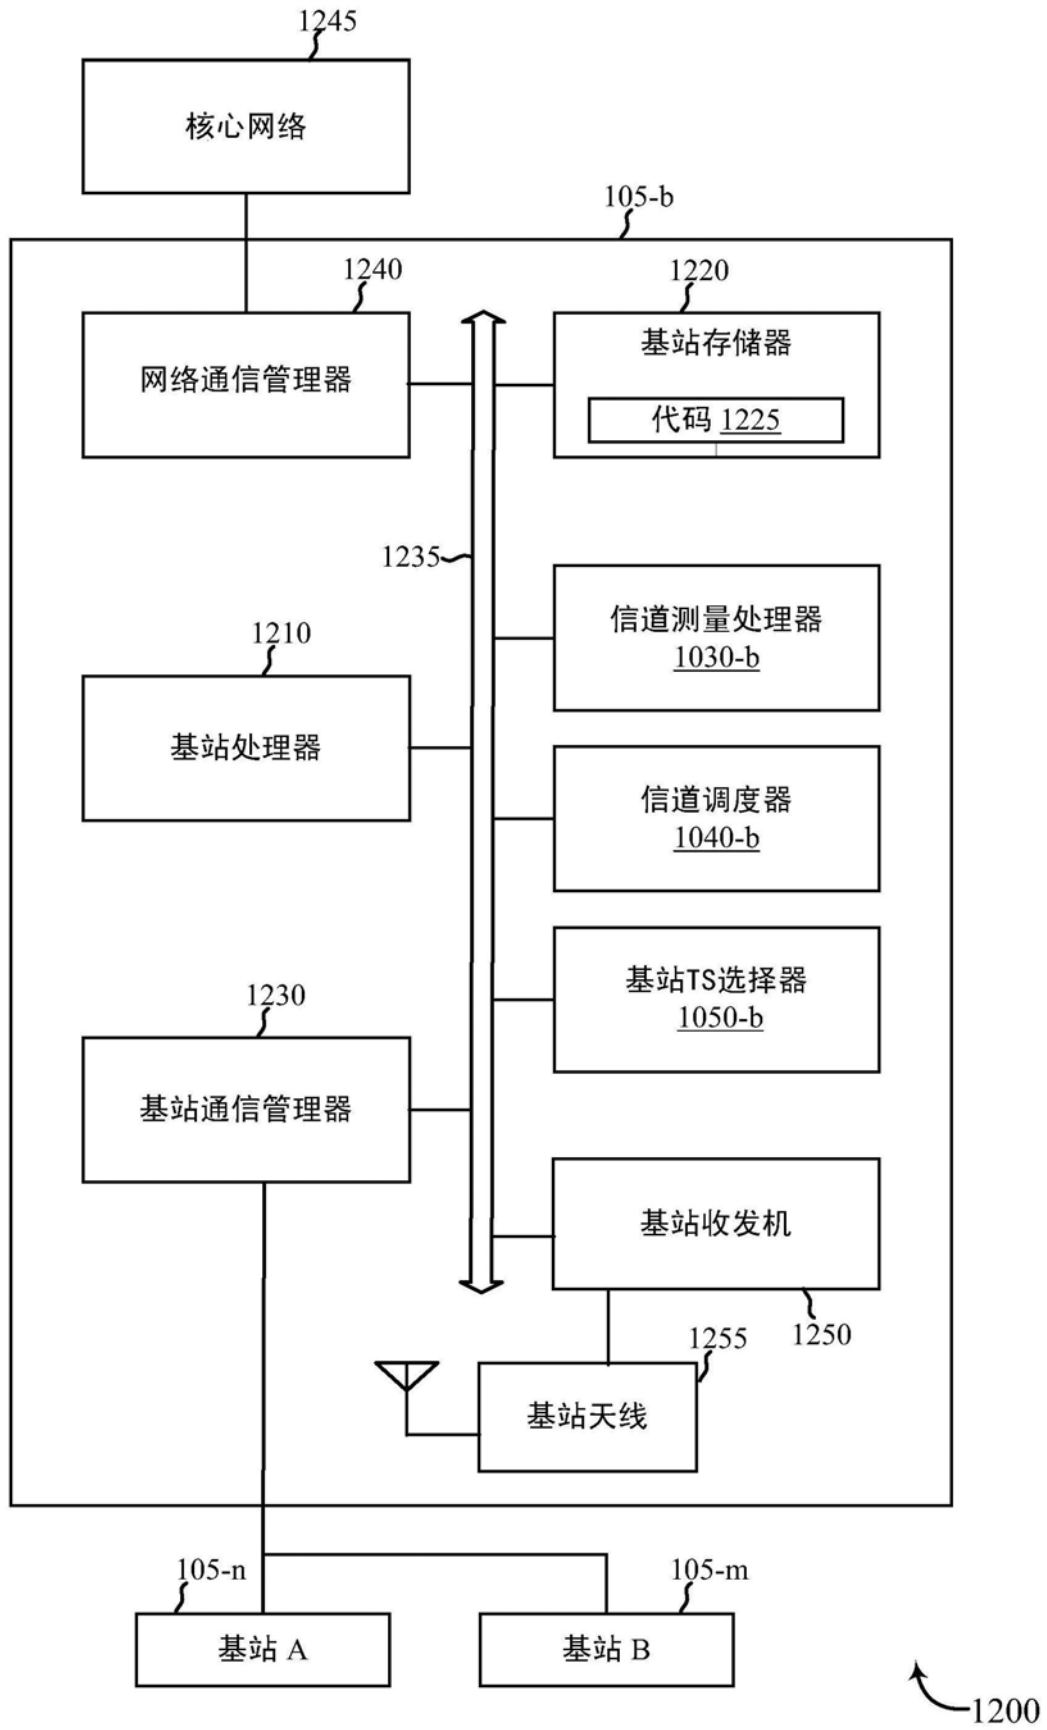 1245
核心网络
105-b
1240
1220
网络通信管理器
基站存储器
代码 1225
1235
信道测量处理器
1030-b
1210
基站处理器
信道调度器
1040-b
基站TS选择器
1050-b
1230
基站通信管理器
基站收发机
1250
1255
基站天线
105-n
105-m
基站 A
基站 B
1200